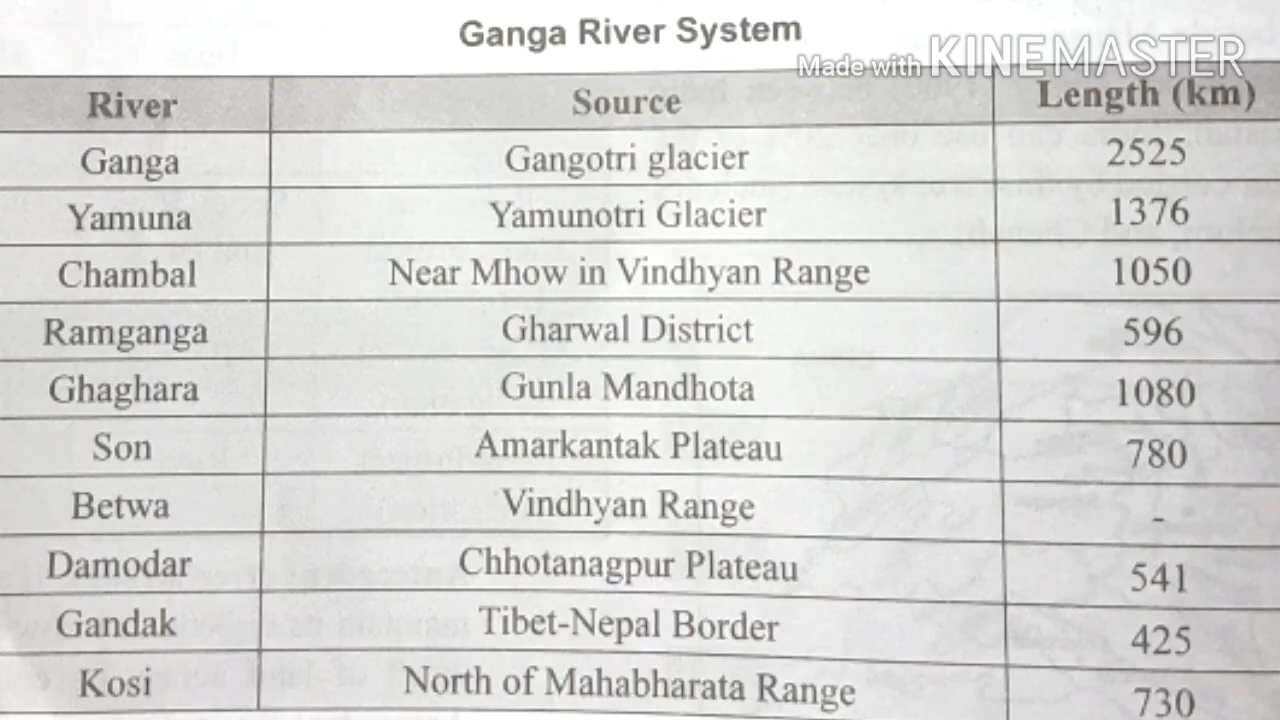 Ganga River System
Made with KINEMASTER
River Source Length (km)
Ganga Gangotri glacier 2525
Yamuna Yamunotri Glacier 1376
Chambal Near Mhow in Vindhyan Range 1050
Ramganga Gharwal District 596
Ghaghara Gunla Mandhota 1080
Son Amarkantak Plateau 780
Betwa Vindhyan Range -
Damodar Chhotanagpur Plateau 541
Gandak Tibet-Nepal Border 425
Kosi North of Mahabharata Range 730